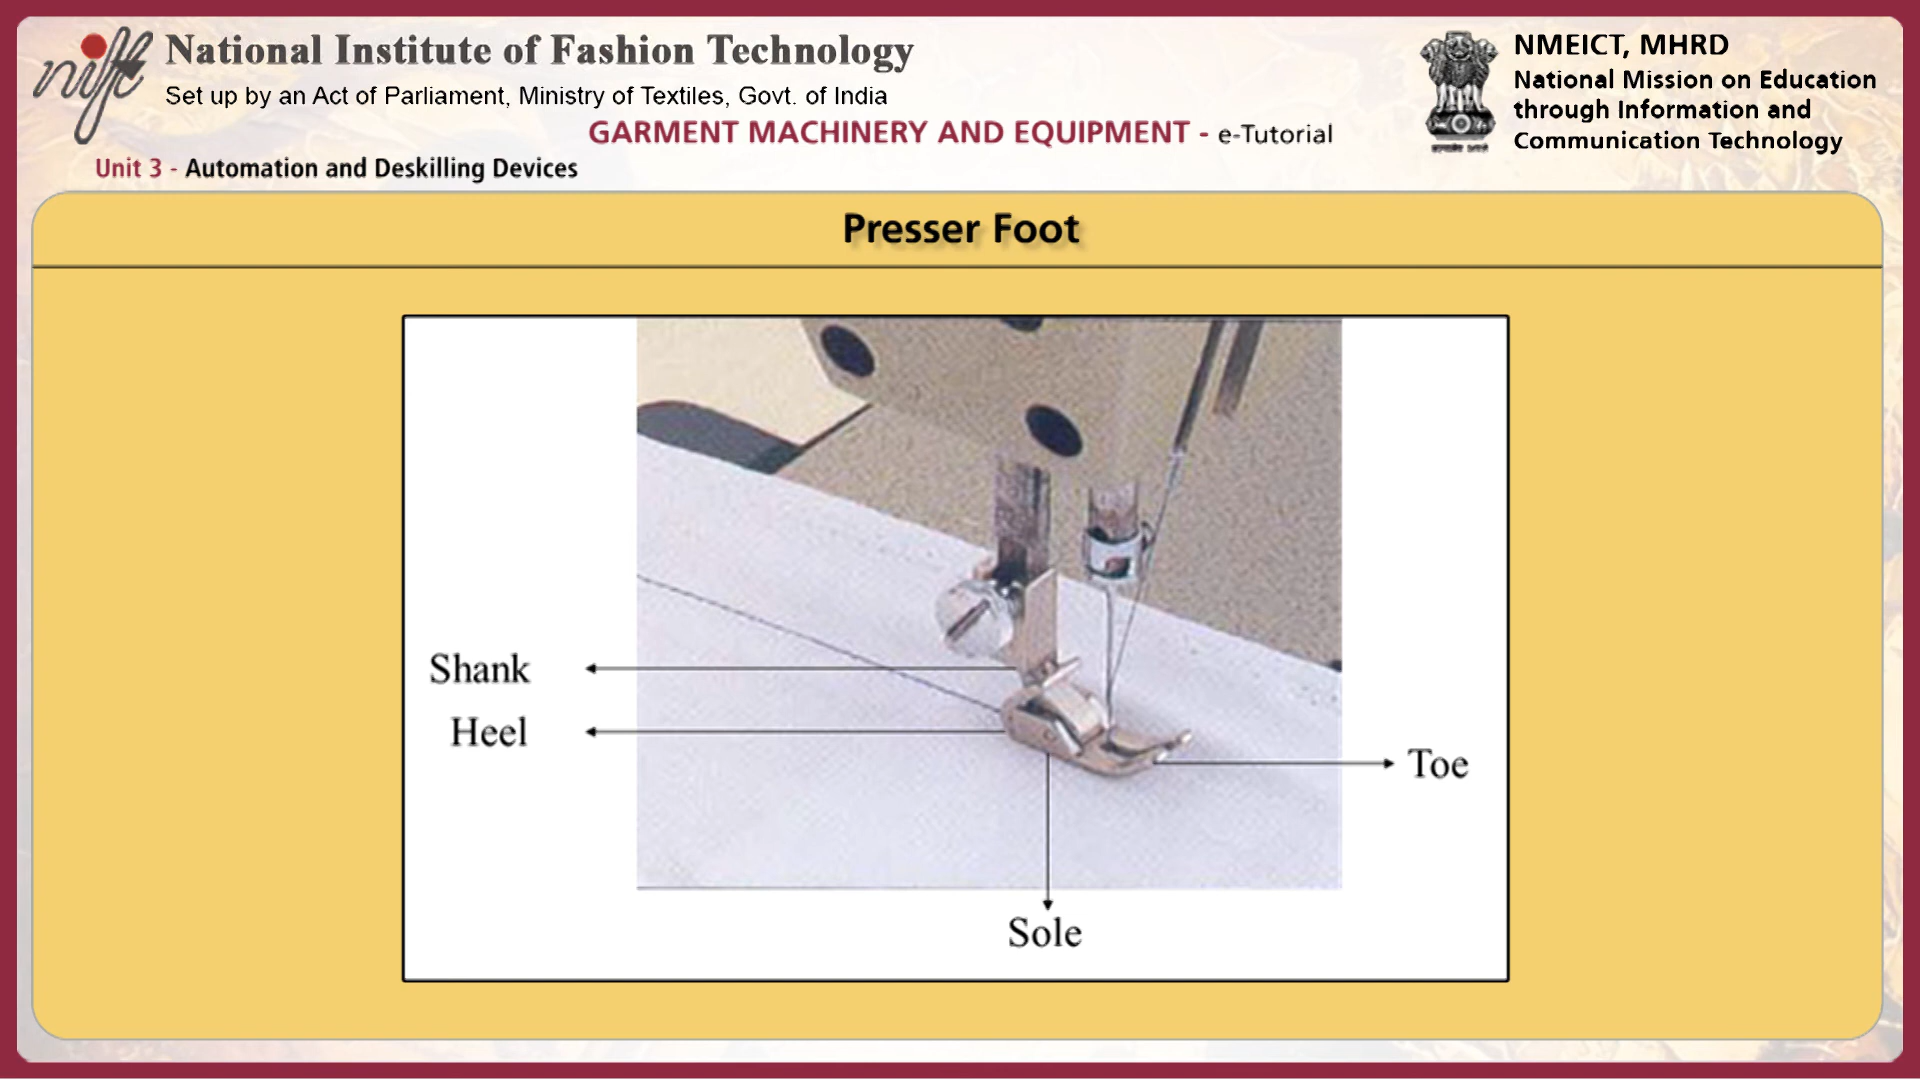 nift
National Institute of Fashion Technology
Set up by an Act of Parliament, Ministry of Textiles, Govt. of India
GARMENT MACHINERY AND EQUIPMENT - e-Tutorial
Unit 3 - Automation and Deskilling Devices
NMEICT, MHRD
National Mission on Education
through Information and
Communication Technology
Presser Foot
Shank
Heel
Toe
Sole